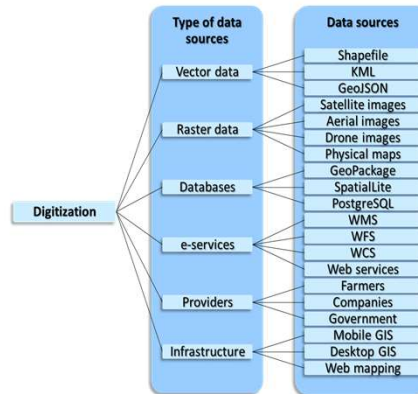 Type of data
sources
Data sources
Digitization
Vector data
Raster data
Databases
e-services
Providers
Infrastructure
Shapefile
KML
GeoJSON
Satellite images
Aerial images
Drone images
Physical maps
GeoPackage
SpatialLite
PostgreSQL
WMS
WFS
WCS
Web services
Farmers
Companies
Government
Mobile GIS
Desktop GIS
Web mapping